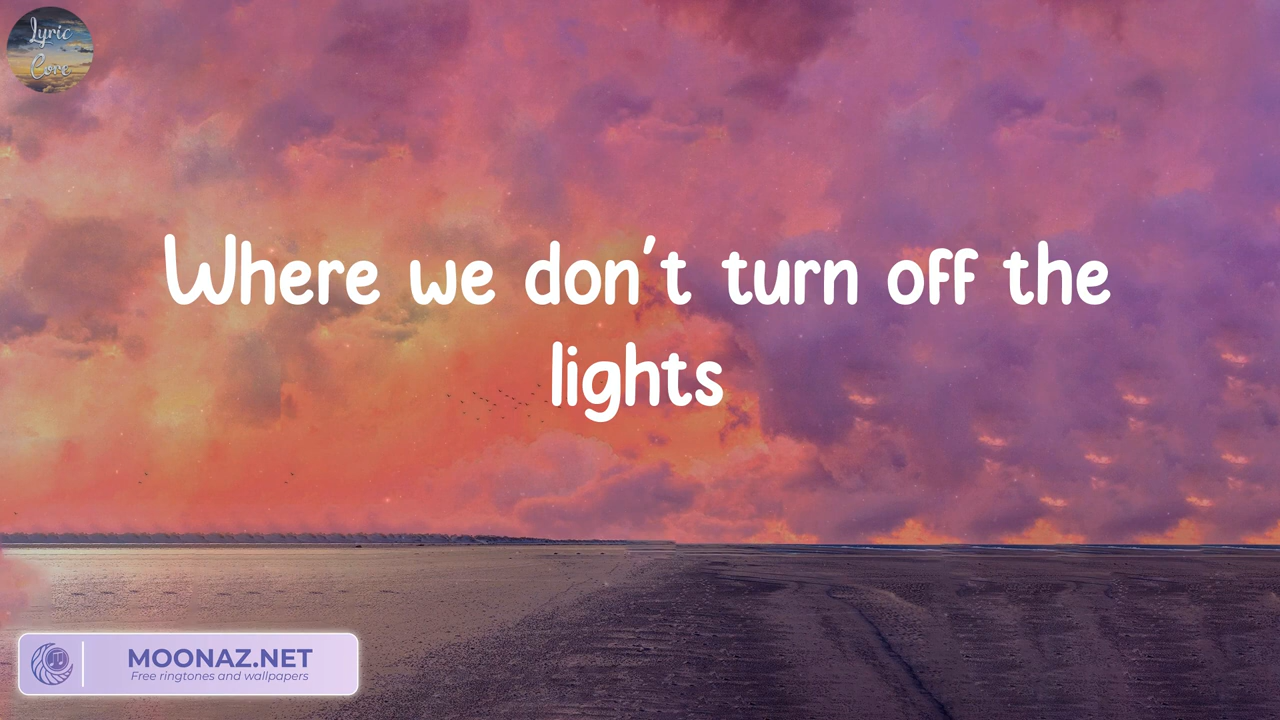 Lyric
Core
Where we don't turn off the
lights
MOONAZ.NET
Free ringtones and wallpapers